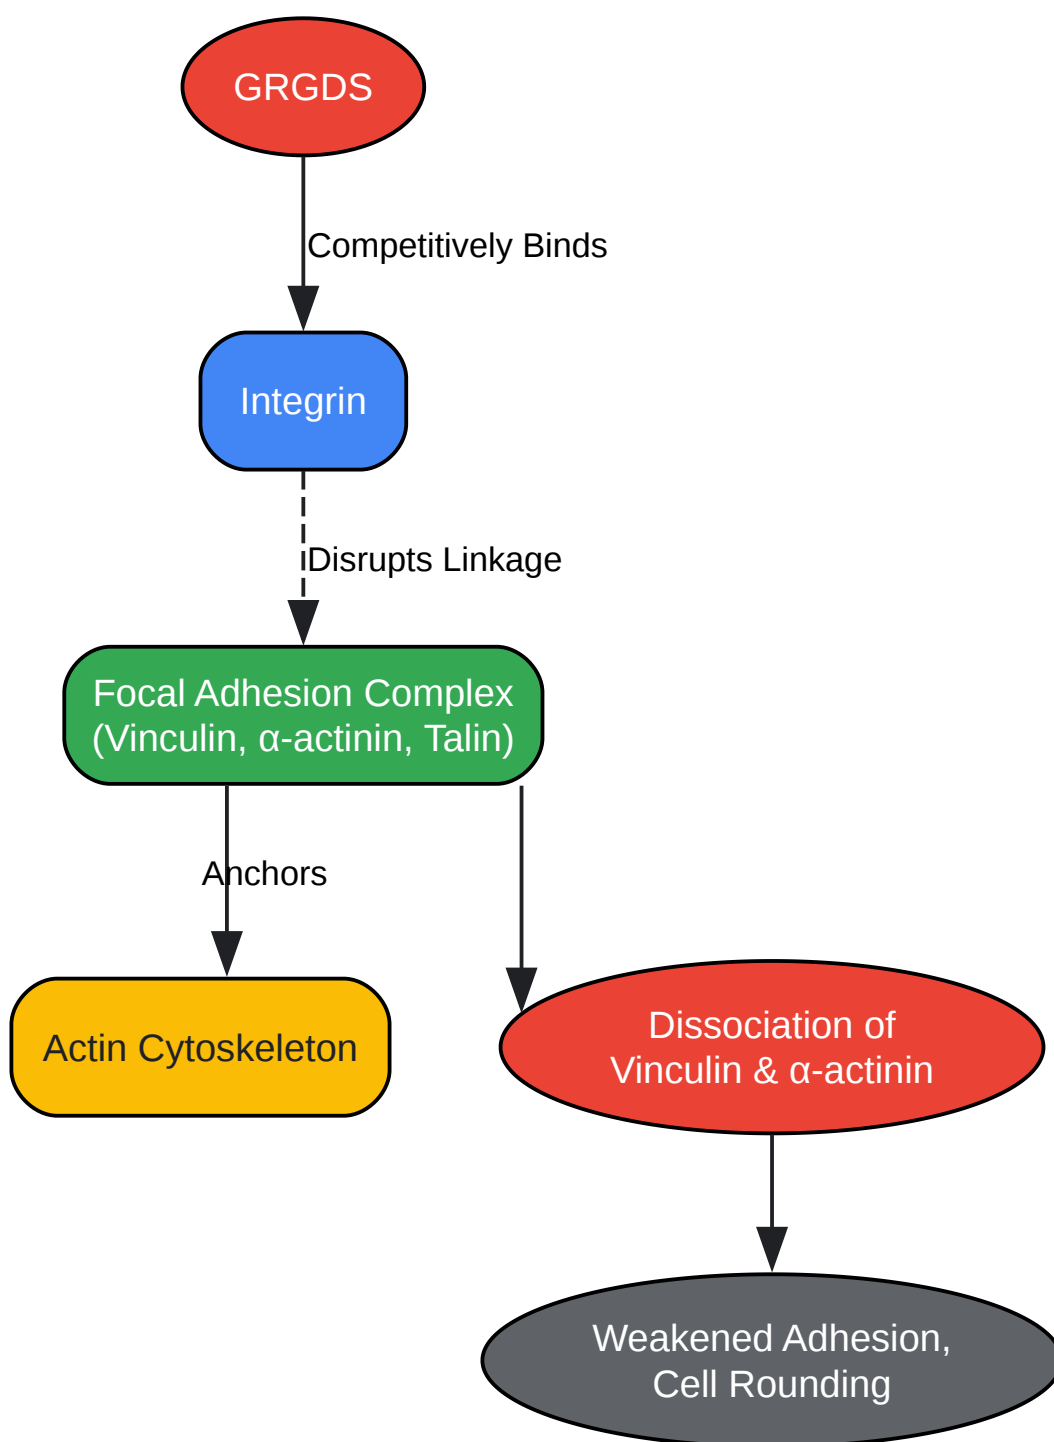 GRGDS
Competitively Binds
Integrin
Disrupts Linkage
Focal Adhesion Complex
(Vinculin, α-actinin, Talin)
Anchors
Actin Cytoskeleton
Dissociation of
Vinculin & α-actinin
Weakened Adhesion,
Cell Rounding